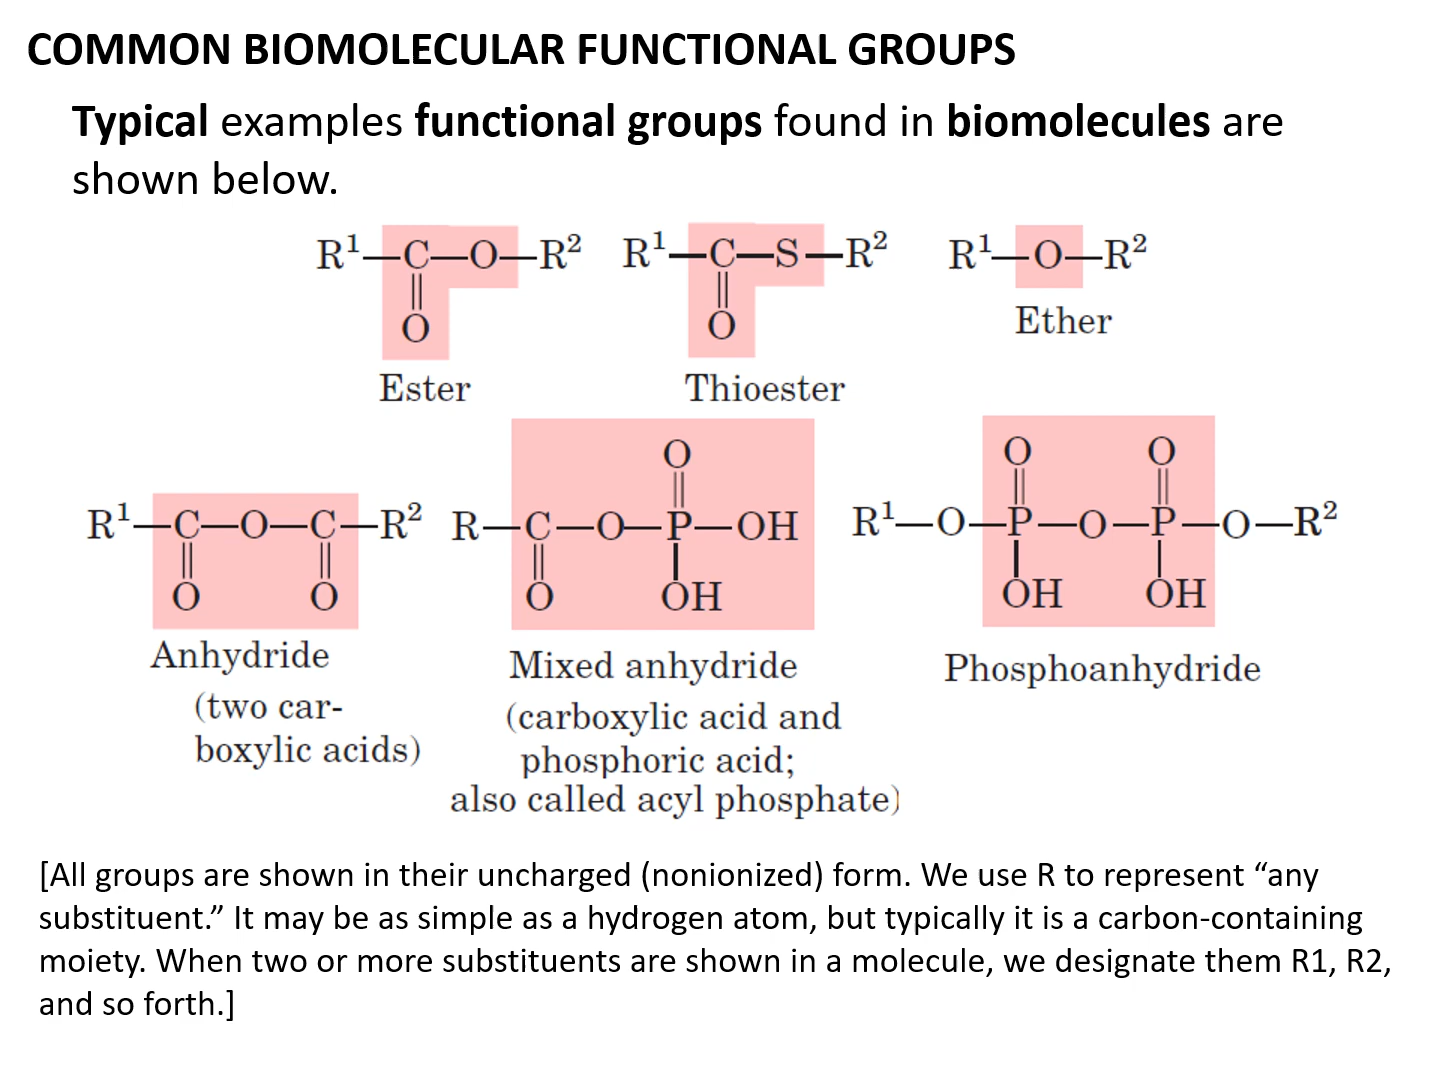 COMMON BIOMOLECULAR FUNCTIONAL GROUPS
Typical examples functional groups found in biomolecules are
shown below.
R¹—C—O—R²
O
Ester
R¹—C—S—R²
O
Thioester
R¹—O—R²
Ether
R¹—C—O—C—R²
O O
Anhydride
(two car-
boxylic acids)
O
R—C—O—P—OH
O OH
Mixed anhydride
(carboxylic acid and
phosphoric acid;
also called acyl phosphate)
O O
R¹—O—P—O—P—O—R²
OH OH
Phosphoanhydride
[All groups are shown in their uncharged (nonionized) form. We use R to represent “any
substituent.” It may be as simple as a hydrogen atom, but typically it is a carbon-containing
moiety. When two or more substituents are shown in a molecule, we designate them R1, R2,
and so forth.]